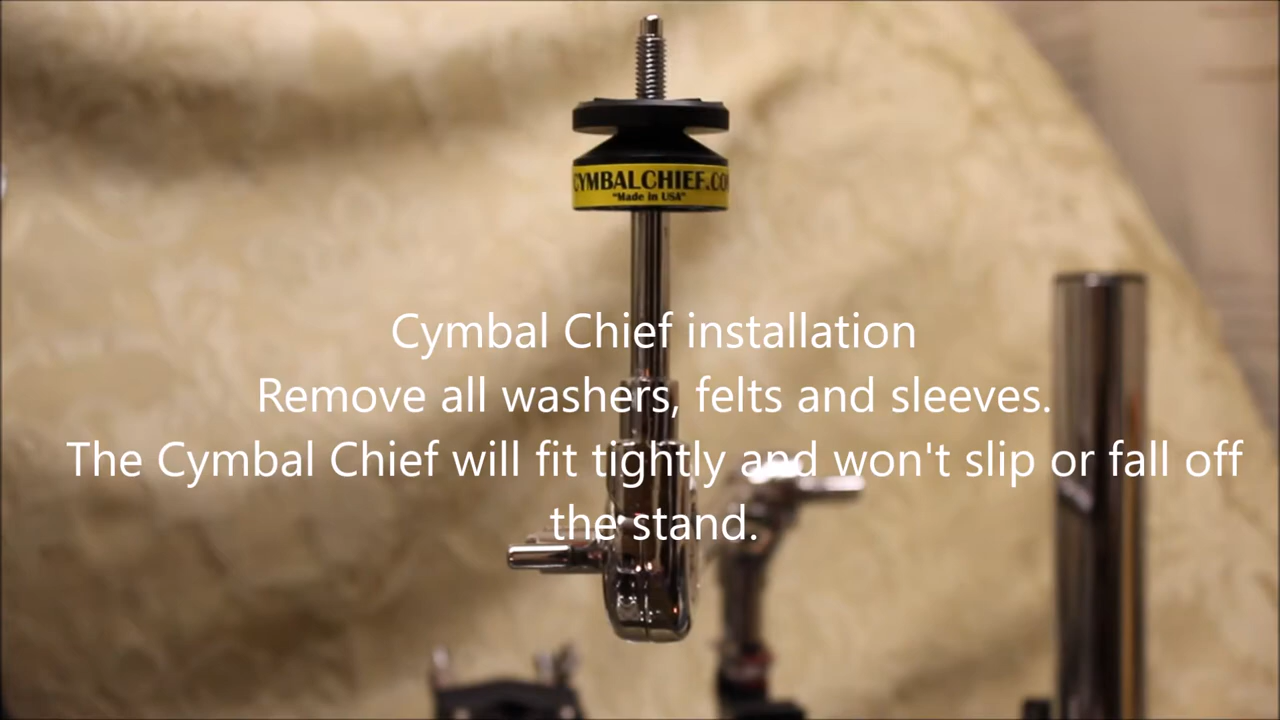 CYMBALCHIEF.CO
"Made in USA"
Cymbal Chief installation
Remove all washers, felts and sleeves.
The Cymbal Chief will fit tightly and won't slip or fall off
the stand.